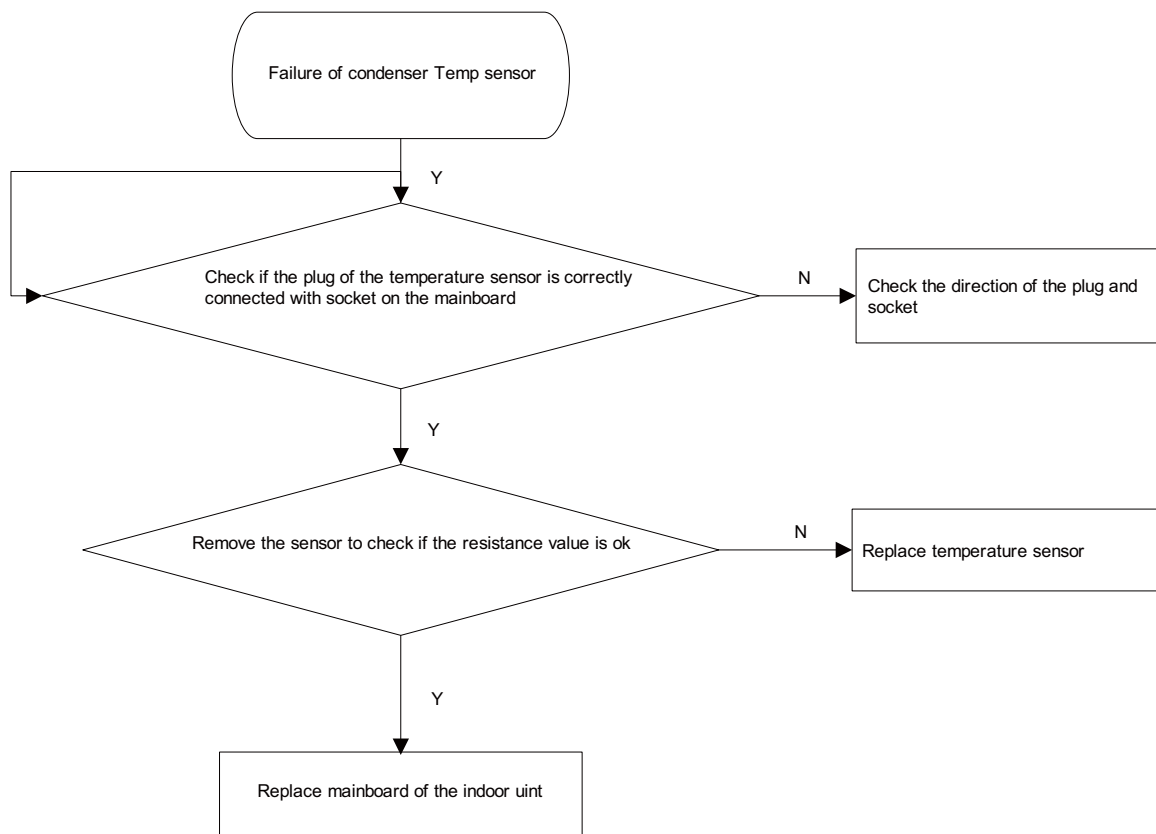 Failure of condenser Temp sensor
Y
Check if the plug of the temperature sensor is correctly
connected with socket on the mainboard
N
Check the direction of the plug and
socket
Y
Remove the sensor to check if the resistance value is ok
N
Replace temperature sensor
Y
Replace mainboard of the indoor uint